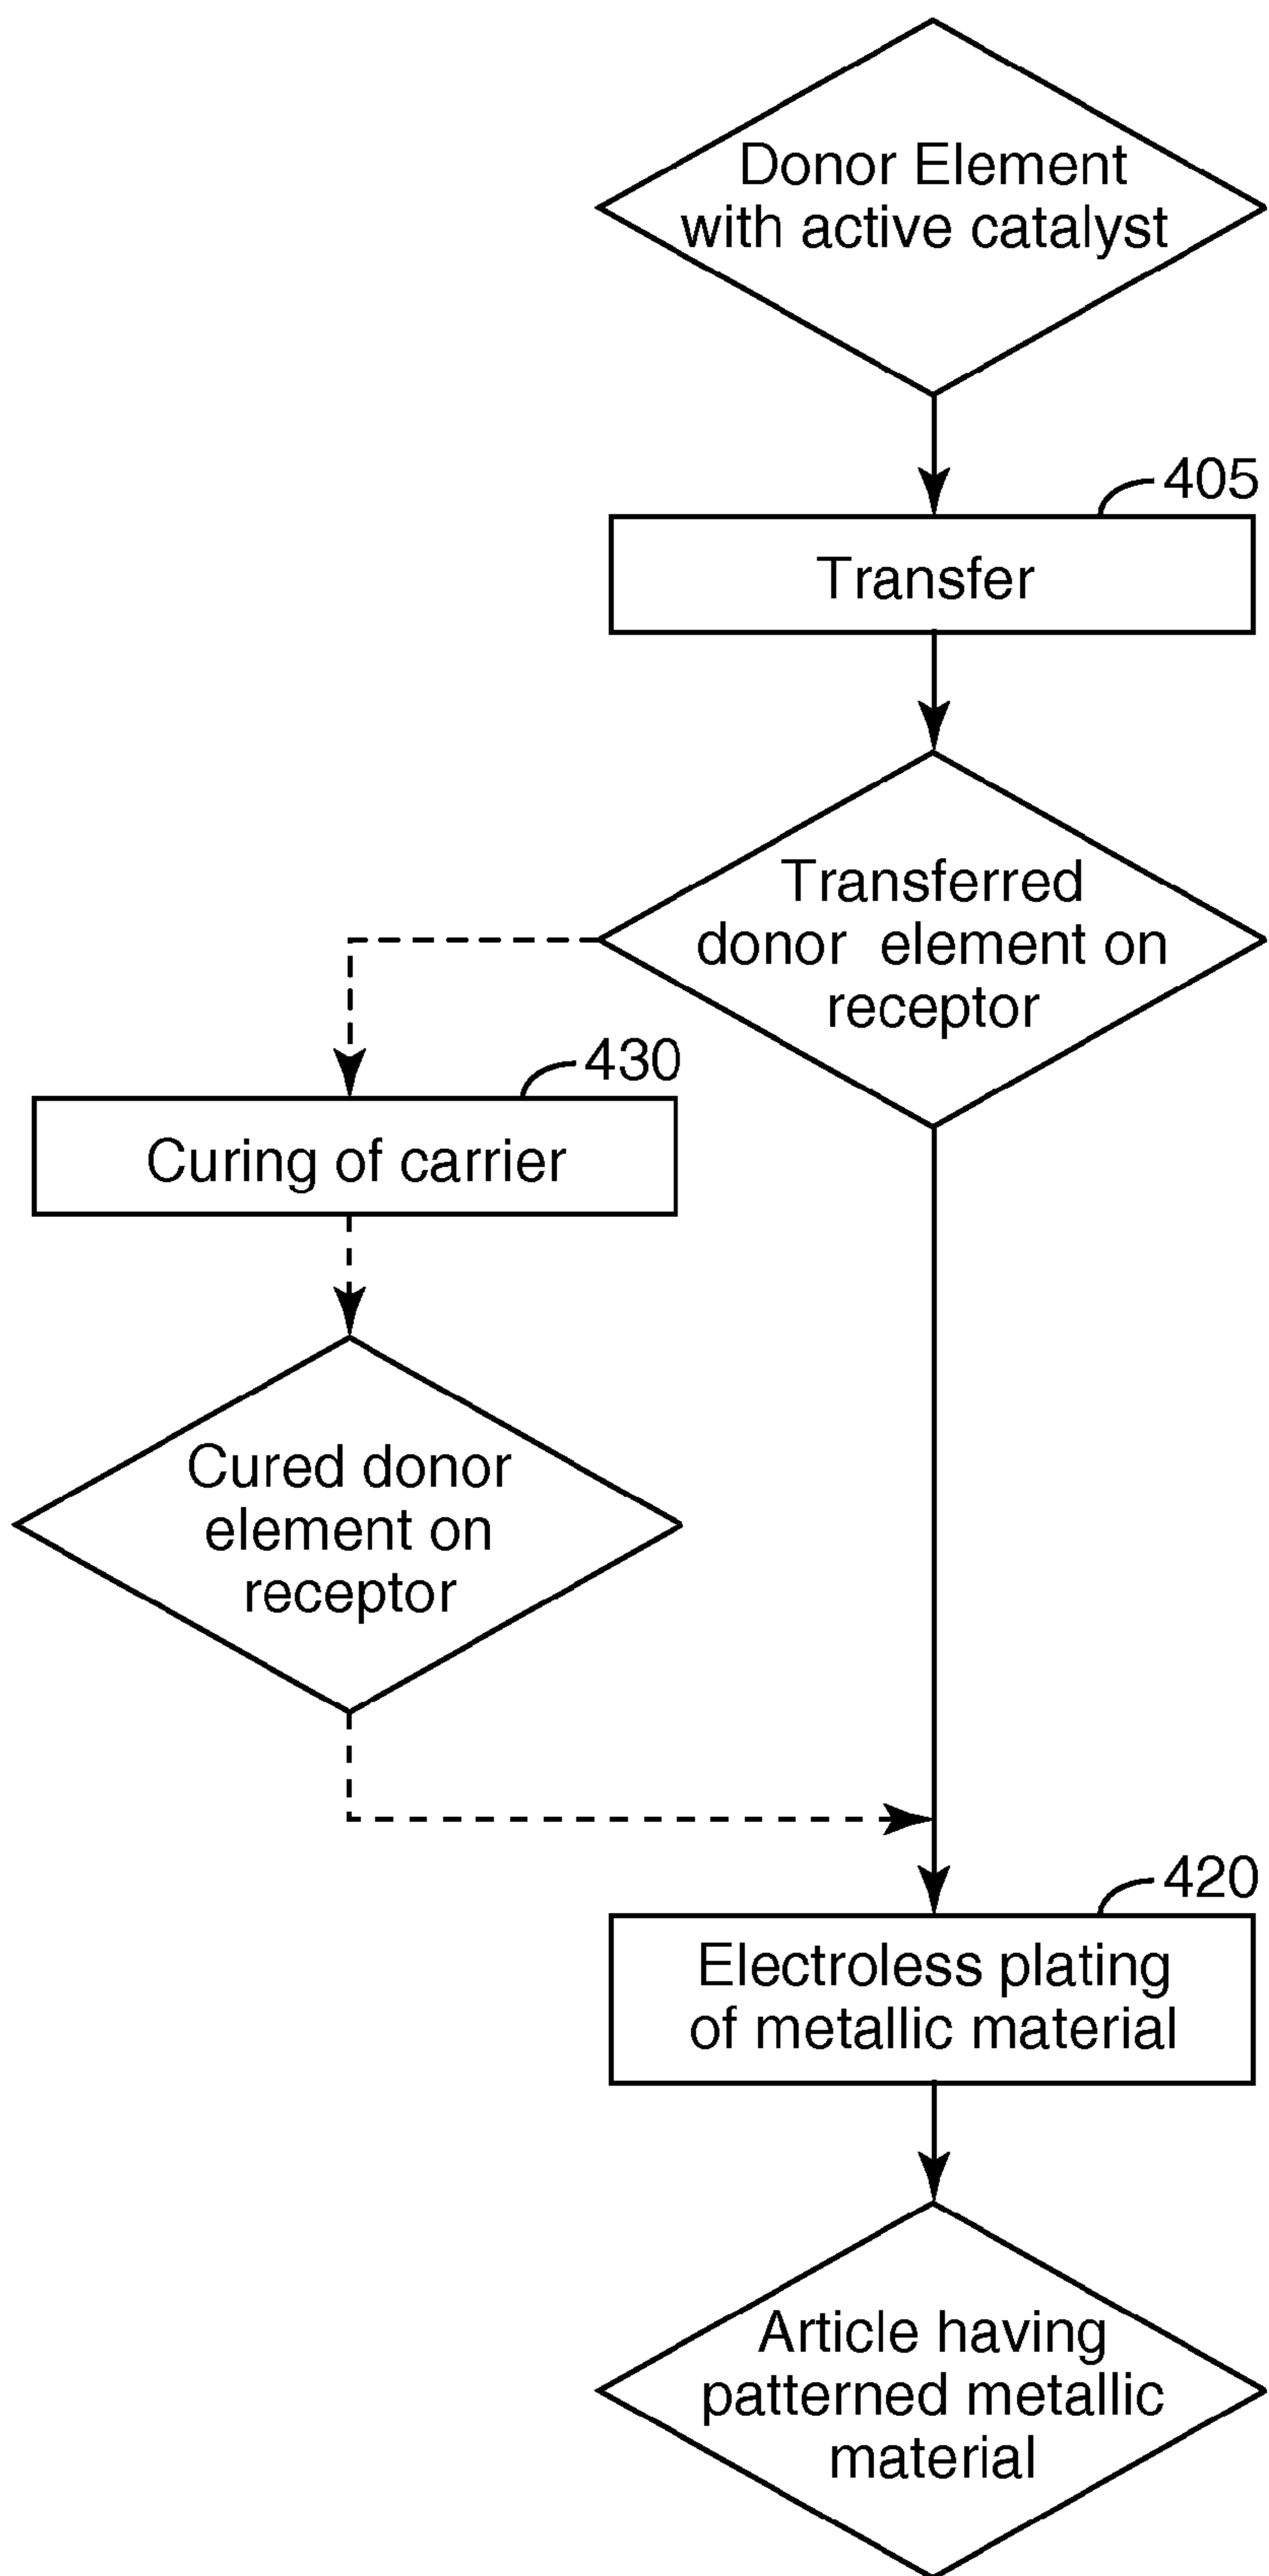 Donor Element
with active catalyst
405
Transfer
Transferred
donor element on
receptor
430
Curing of carrier
Cured donor
element on
receptor
420
Electroless plating
of metallic material
Article having
patterned metallic
material